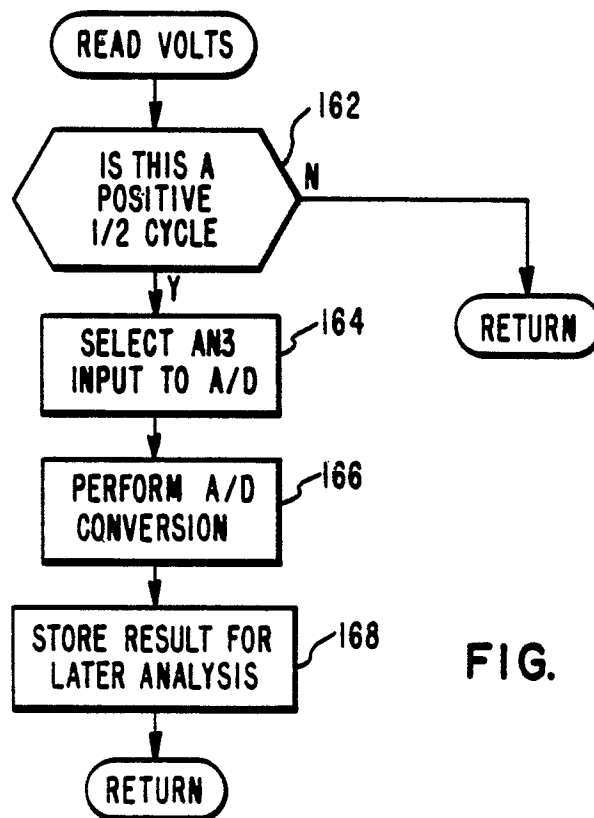 READ VOLTS
162
IS THIS A
POSITIVE
1/2 CYCLE
N
Y
RETURN
164
SELECT AN3
INPUT TO A/D
166
PERFORM A/D
CONVERSION
168
STORE RESULT FOR
LATER ANALYSIS
FIG.
RETURN